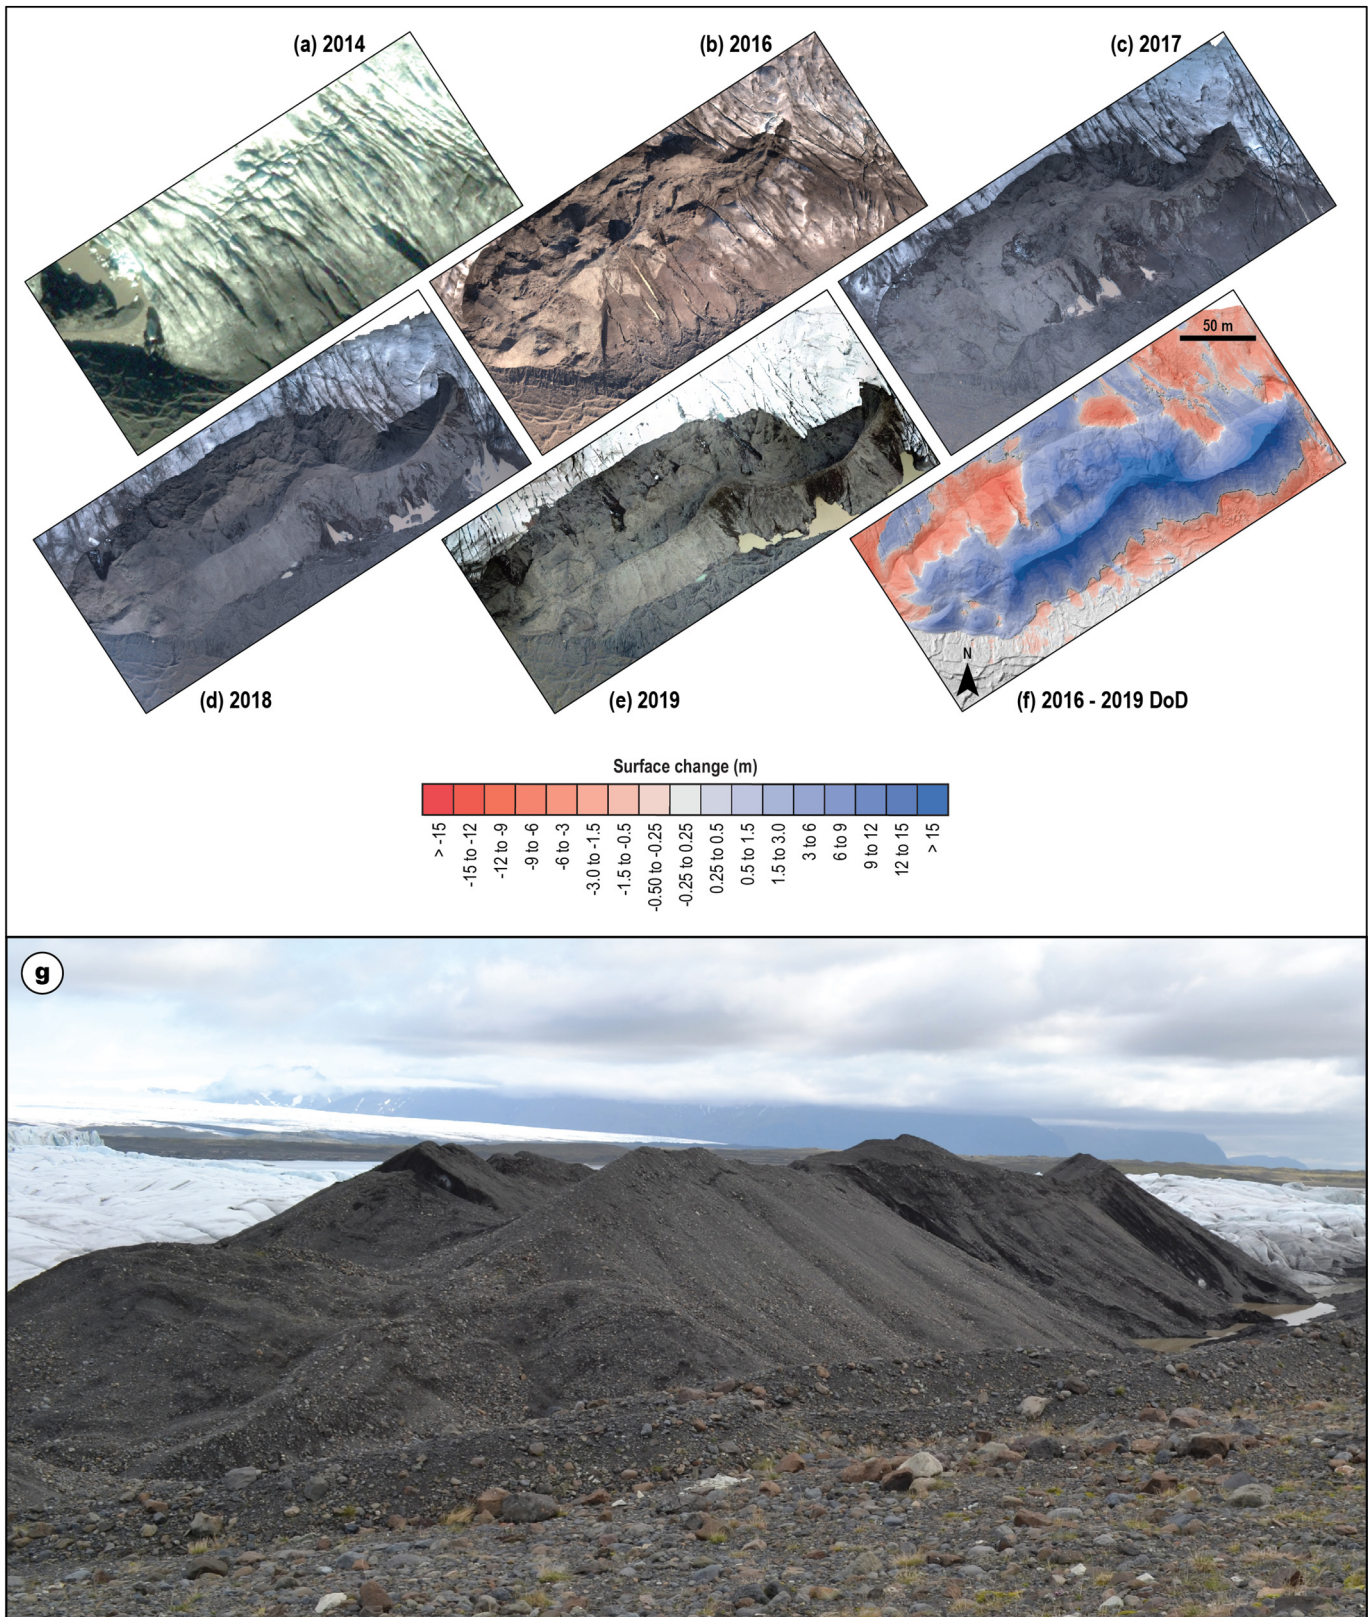 (a) 2014
(b) 2016
(c) 2017
50 m
N
(d) 2018
(e) 2019
(f) 2016 - 2019 DoD
Surface change (m)
> -15
-15 to -12
-12 to -9
-9 to -6
-6 to -3
-3.0 to -1.5
-1.5 to -0.5
-0.50 to -0.25
-0.25 to 0.25
0.25 to 0.5
0.5 to 1.5
1.5 to 3.0
3 to 6
6 to 9
9 to 12
12 to 15
> 15
g